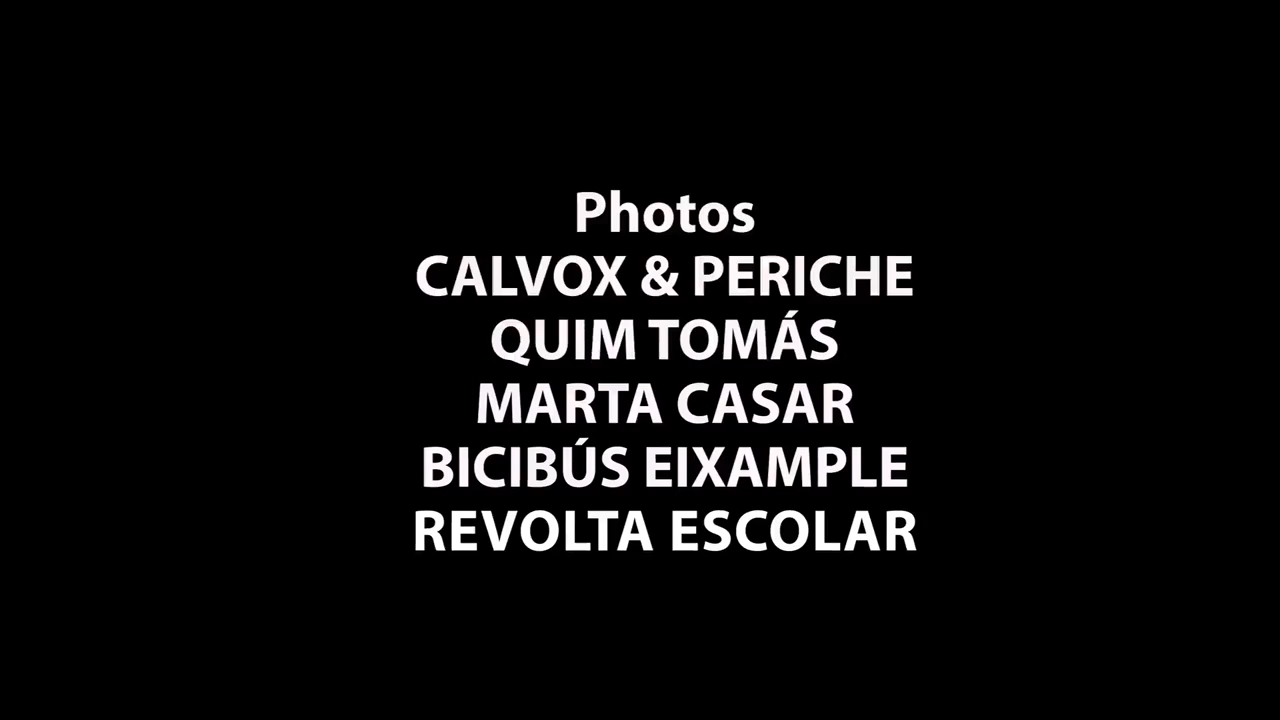 Photos
CALVOX & PERICHE
QUIM TOMÁS
MARTA CASAR
BICIBÚS EIXAMPLE
REVOLTA ESCOLAR